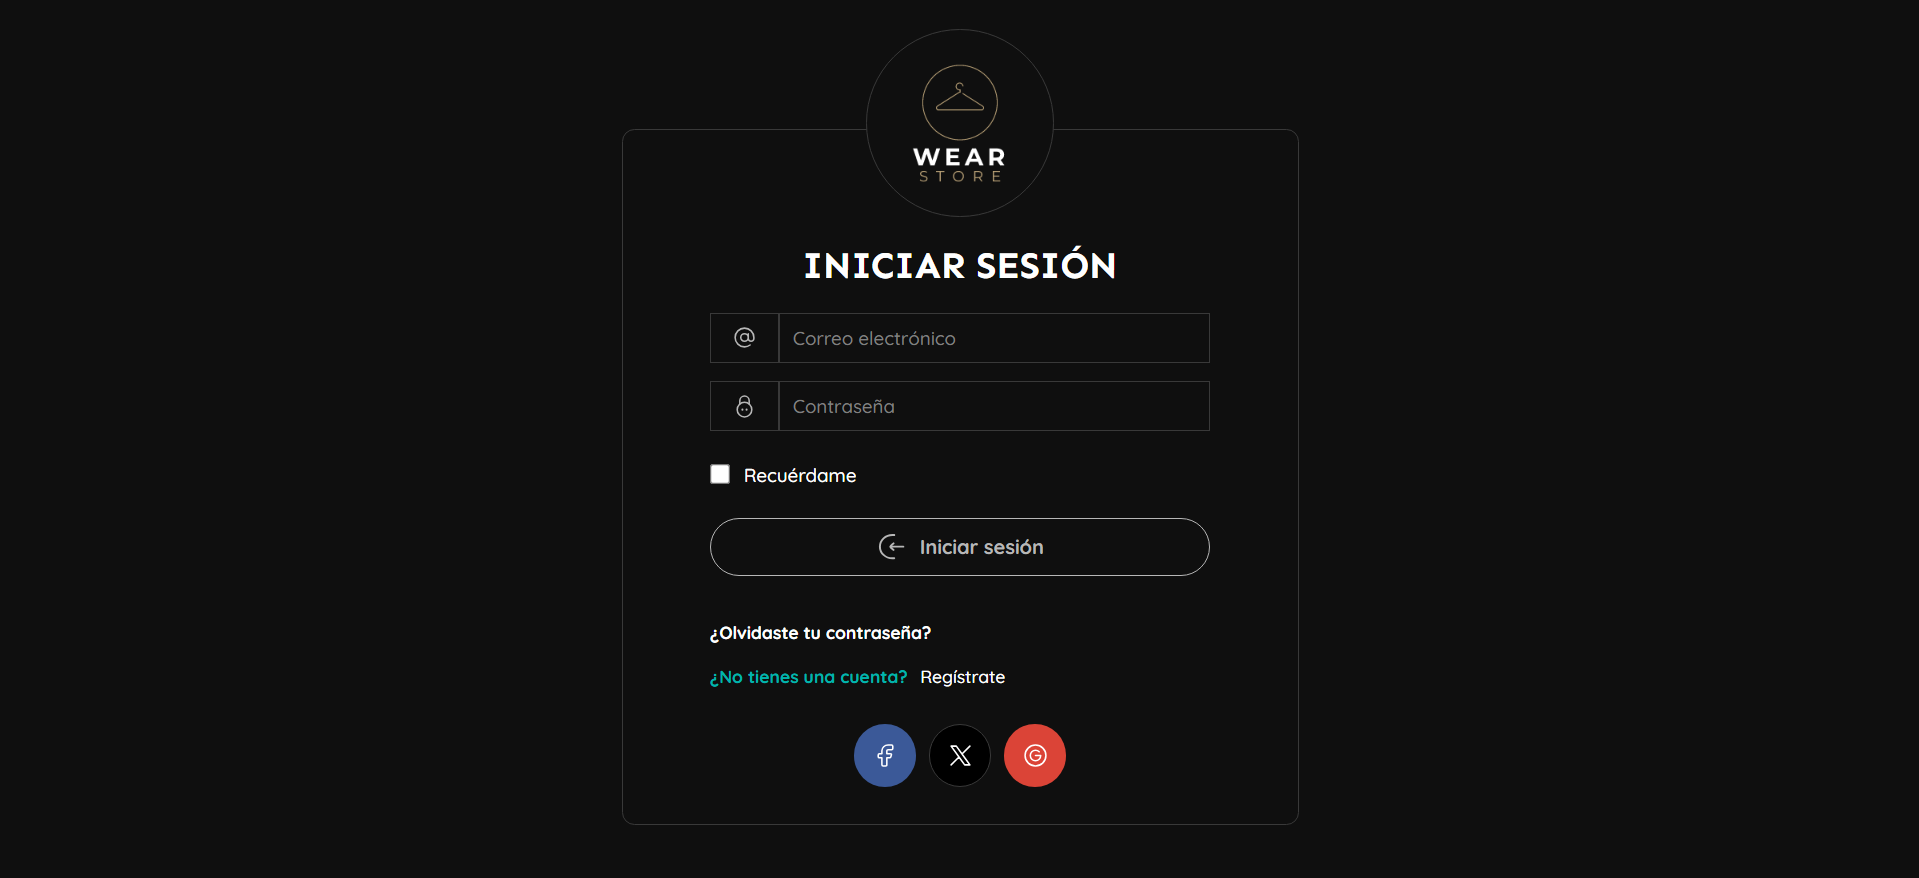 WEAR
STORE
INICIAR SESIÓN
Correo electrónico
Contraseña
Recuérdame
Iniciar sesión
¿Olvidaste tu contraseña?
¿No tienes una cuenta? Regístrate